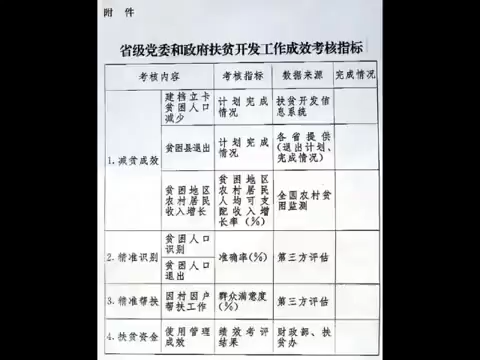 附 件
省级党委和政府扶贫开发工作成效考核指标
考核内容 考核指标 数据来源 完成情况
1.减贫成效
建档立卡
贫困人口
减少
计划完成
情况
扶贫开发信
息系统
贫困县退出
计划完成
情况
各省提供
(退出计划、
完成情况)
贫困地区
农村居民
收入增长
贫困地区
农村居民
人均可支
配收入增
长率(%)
全国农村贫
困监测
2.精准识别
贫困人口
识别
贫困人口
退出
准确率(%)
第三方评估
3.精准帮扶
因村因户
帮扶工作
群众满意度
(%)
第三方评估
4.扶贫资金
使用管理
成效
绩效考评
结果
财政部、扶
贫办